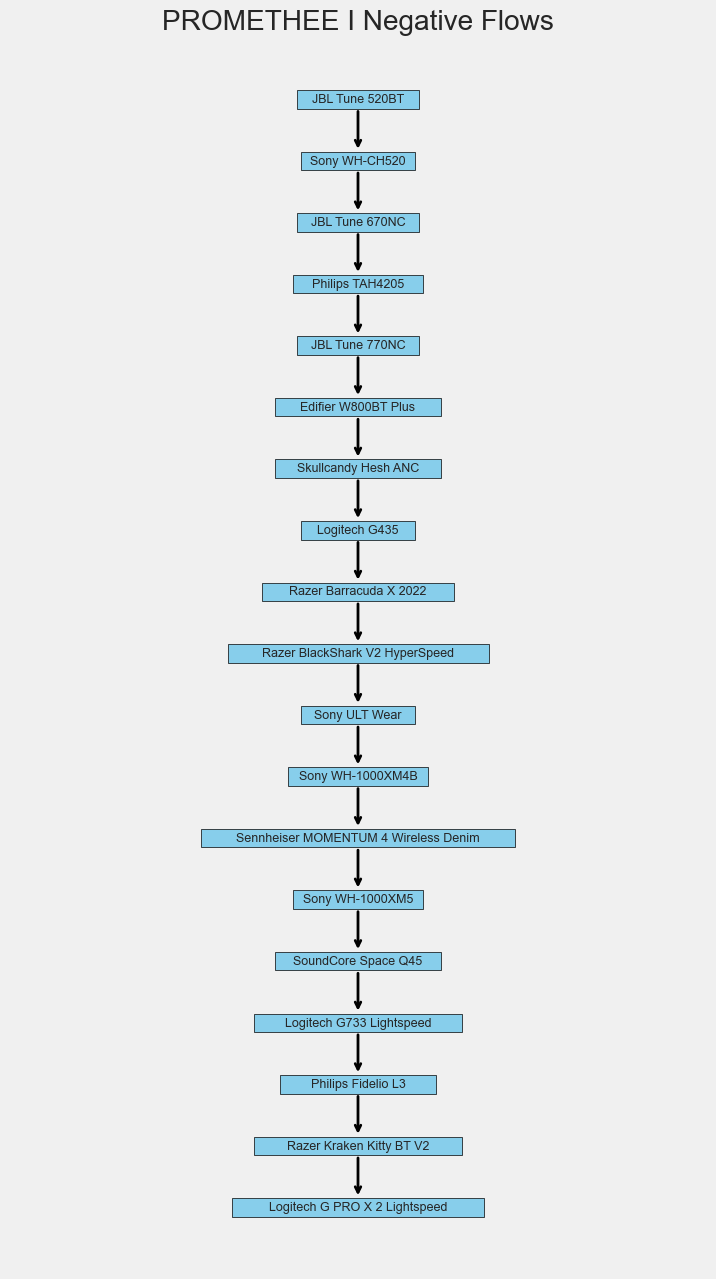 PROMETHEE I Negative Flows
JBL Tune 520BT
Sony WH-CH520
JBL Tune 670NC
Philips TAH4205
JBL Tune 770NC
Edifier W800BT Plus
Skullcandy Hesh ANC
Logitech G435
Razer Barracuda X 2022
Razer BlackShark V2 HyperSpeed
Sony ULT Wear
Sony WH-1000XM4B
Sennheiser MOMENTUM 4 Wireless Denim
Sony WH-1000XM5
SoundCore Space Q45
Logitech G733 Lightspeed
Philips Fidelio L3
Razer Kraken Kitty BT V2
Logitech G PRO X 2 Lightspeed